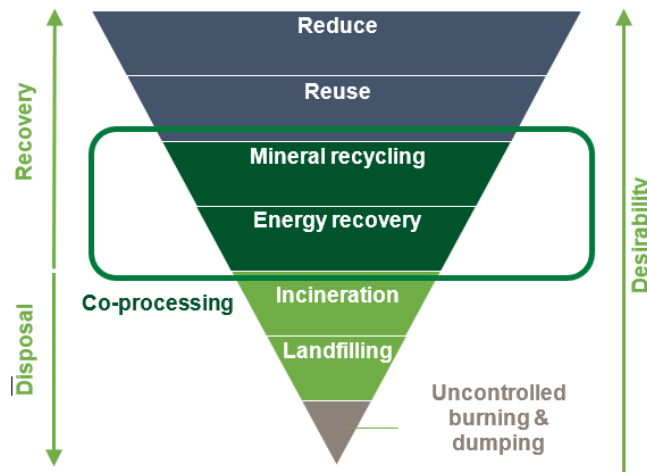 Reduce
Reuse
Mineral recycling
Energy recovery
Incineration
Landfilling
Uncontrolled
burning &
dumping
Co-processing
Recovery
Disposal
Desirability